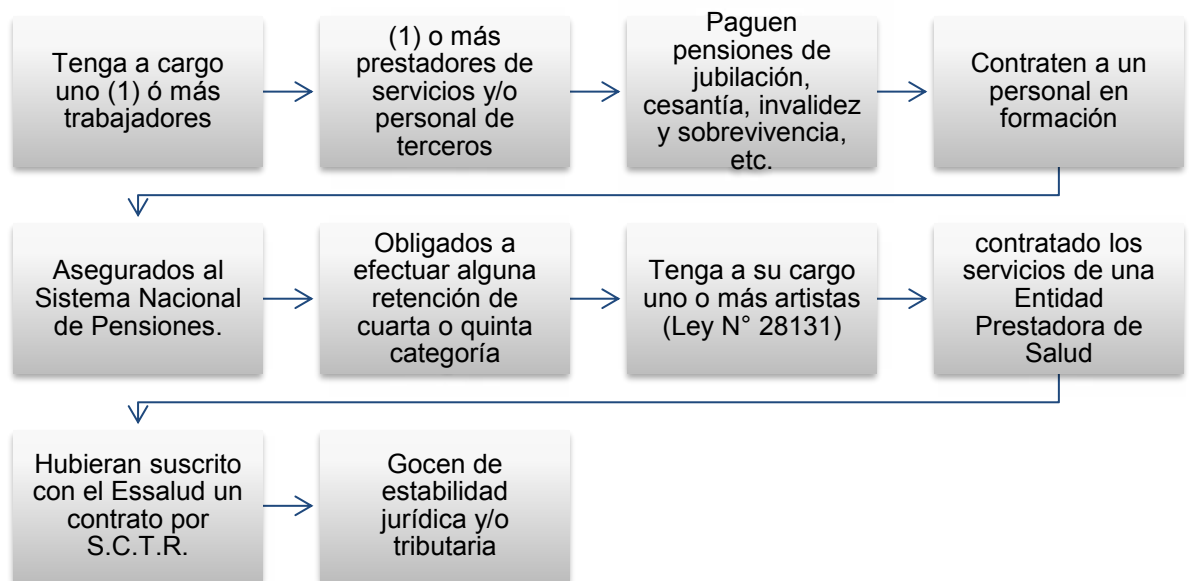 Tenga a cargo
uno (1) ó más
trabajadores
(1) o más
prestadores de
servicios y/o
personal de
terceros
Paguen
pensiones de
jubilación,
cesantía, invalidez
y sobrevivencia,
etc.
Contraten a un
personal en
formación
Asegurados al
Sistema Nacional
de Pensiones.
Obligados a
efectuar alguna
retención de
cuarta o quinta
categoría
Tenga a su cargo
uno o más artistas
(Ley N° 28131)
contratado los
servicios de una
Entidad
Prestadora de
Salud
Hubieran suscrito
con el Essalud un
contrato por
S.C.T.R.
Gocen de
estabilidad
jurídica y/o
tributaria